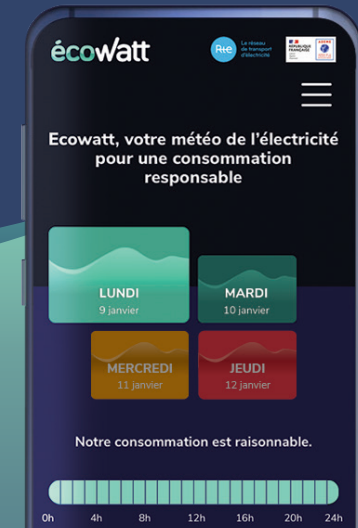 écowatt
Rte
Le réseau
de transport
d'électricité
Ecowatt, votre météo de l'électricité
pour une consommation
responsable
LUNDI
9 janvier
MARDI
10 janvier
MERCREDI
11 janvier
JEUDI
12 janvier
Notre consommation est raisonnable.
0h 4h 8h 12h 16h 20h 24h